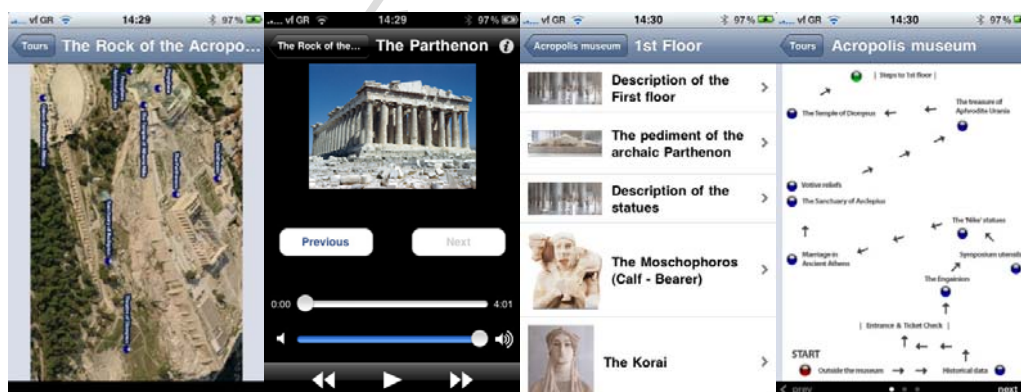 vf GR 14:29 97%
Tours The Rock of the Acropo...
vf GR 14:29 97%
The Rock of the... The Parthenon
Previous Next
0:00 4:01
vf GR 14:30 97%
Acropolis museum 1st Floor
Description of the
First floor
The pediment of the
archaic Parthenon
Description of the
statues
The Moschophoros
(Calf - Bearer)
The Korai
vf GR 14:30 97%
Tours Acropolis museum
| Steps to 1st floor |
The treasure of
Aphrodite Urania
The Temple of Dionysus
Votive reliefs
The Sanctuary of Asclepius
The 'Nike' statues
Marriage in
Ancient Athens
Symposium utensils
The Engainion
| Entrance & Ticket Check |
START
Outside the museum
Historical data
prev next